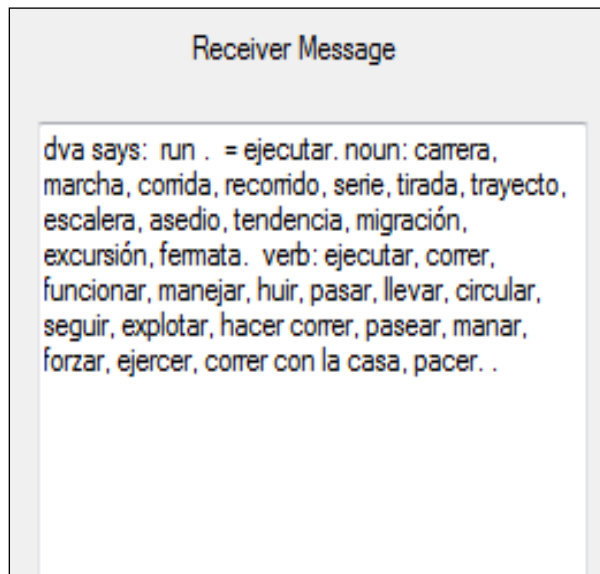 Receiver Message
dva says:  run .  = ejecutar. noun: carrera,
marcha, corrida, recorrido, serie, tirada, trayecto,
escalera, asedio, tendencia, migración,
excursión, fermata.  verb: ejecutar, correr,
funcionar, manejar, huir, pasar, llevar, circular,
seguir, explotar, hacer correr, pasear, manar,
forzar, ejercer, correr con la casa, pacer. .